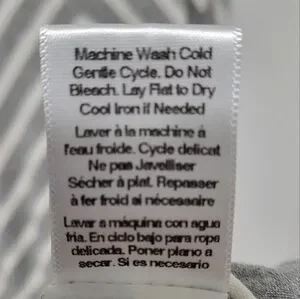 Machine Wash Cold
Gentle Cycle. Do Not
Bleach. Lay Flat to Dry
Cool Iron if Needed
Laver à la machine á
l'eau froide. Cycle delicat
Ne pas Javelliser
Sécher à plat. Repasser
à fer froid si nécessaire
Lavar a máquina con agua
fria. En ciclo bajo para ropa
delicada. Poner plano a
secar. Si es necesario